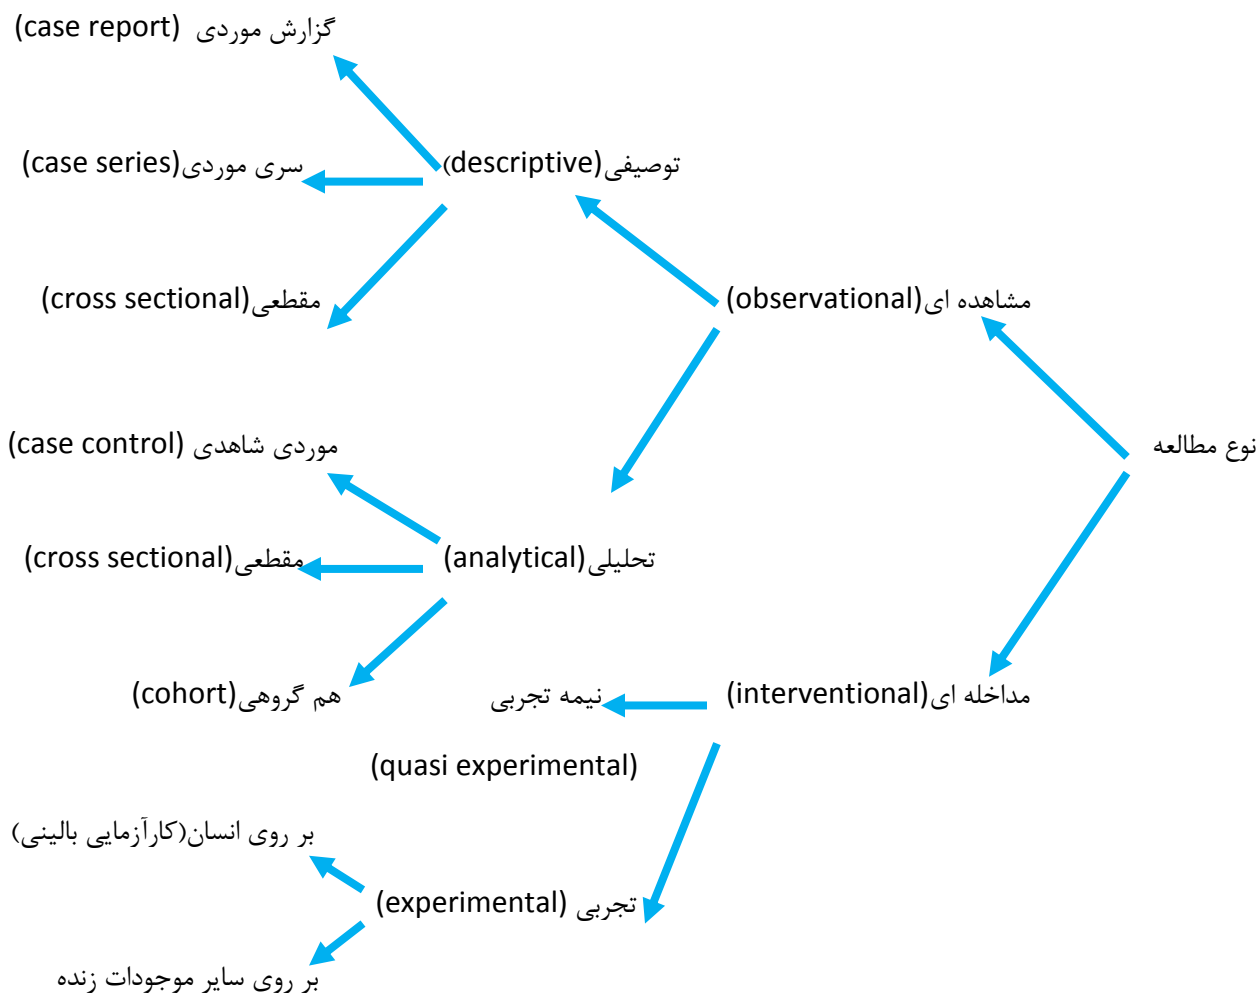 گزارش موردی (case report)
توصیفی(descriptive)
سری موردی(case series)
مشاهده ای(observational)
مقطعی(cross sectional)
نوع مطالعه
موردی شاهدی (case control)
تحلیلی(analytical)
مقطعی(cross sectional)
مداخله ای(interventional)
نیمه تجربی
هم گروهی(cohort)
(quasi experimental)
بر روی انسان(کارآزمایی بالینی)
تجربی (experimental)
بر روی سایر موجودات زنده